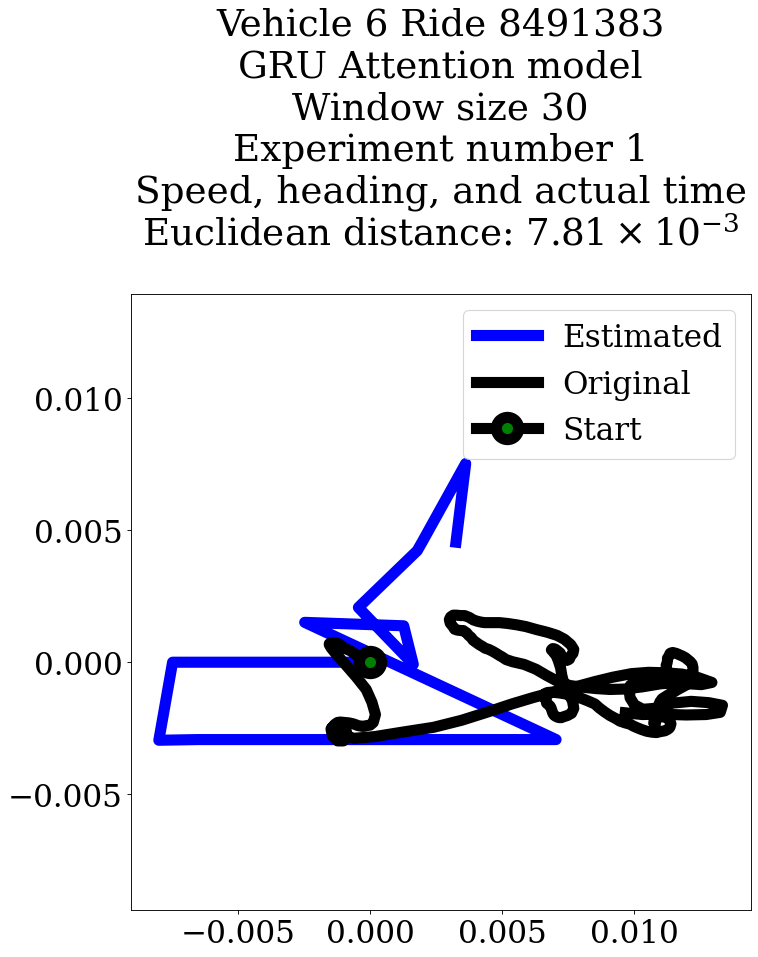 Vehicle 6 Ride 8491383
GRU Attention model
Window size 30
Experiment number 1
Speed, heading, and actual time
Euclidean distance: 7.81 × 10⁻³
Estimated
Original
Start
0.010
0.005
0.000
−0.005
−0.005 0.000 0.005 0.010